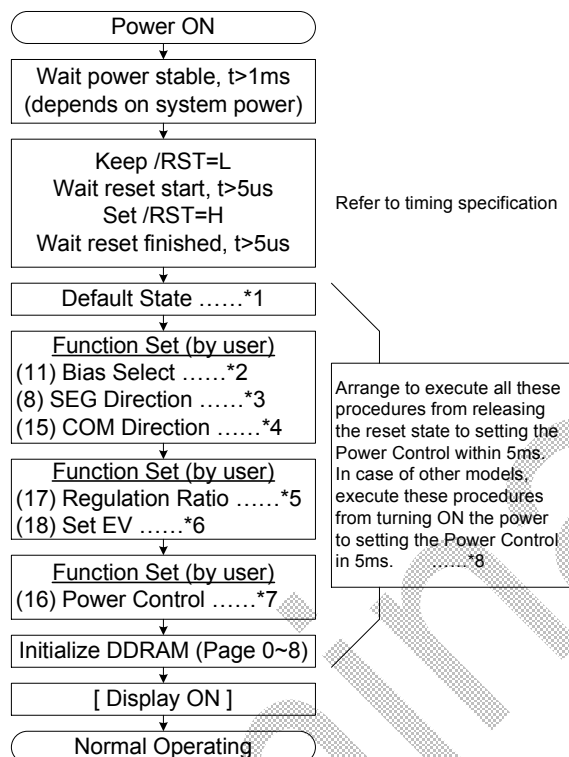 Power ON
Wait power stable, t>1ms
(depends on system power)
Keep /RST=L
Wait reset start, t>5us
Set /RST=H
Wait reset finished, t>5us
Refer to timing specification
Default State ……*1
Function Set (by user)
(11) Bias Select ……*2
(8) SEG Direction ……*3
(15) COM Direction ……*4
Function Set (by user)
(17) Regulation Ratio ……*5
(18) Set EV ……*6
Function Set (by user)
(16) Power Control ……*7
Arrange to execute all these
procedures from releasing
the reset state to setting the
Power Control within 5ms.
In case of other models,
execute these procedures
from turning ON the power
to setting the Power Control
in 5ms. ……*8
Initialize DDRAM (Page 0~8)
[ Display ON ]
Normal Operating